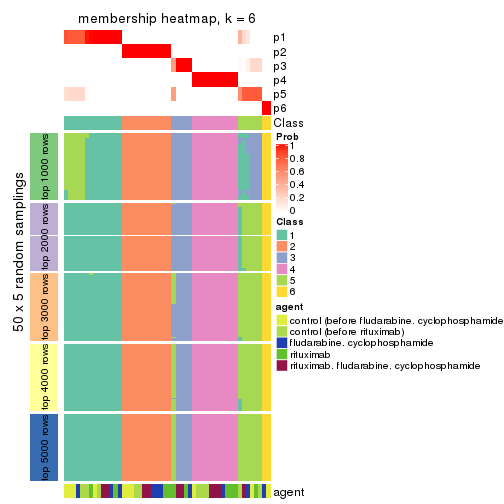 membership heatmap, k = 6
p1
p2
p3
p4
p5
p6
Class
50 x 5 random samplings
top 1000 rows
top 2000 rows
top 3000 rows
top 4000 rows
top 5000 rows
Prob
1
0.8
0.6
0.4
0.2
0
Class
1
2
3
4
5
6
agent
control (before fludarabine. cyclophosphamide
control (before rituximab)
fludarabine. cyclophosphamide
rituximab
rituximab. fludarabine. cyclophosphamide
agent